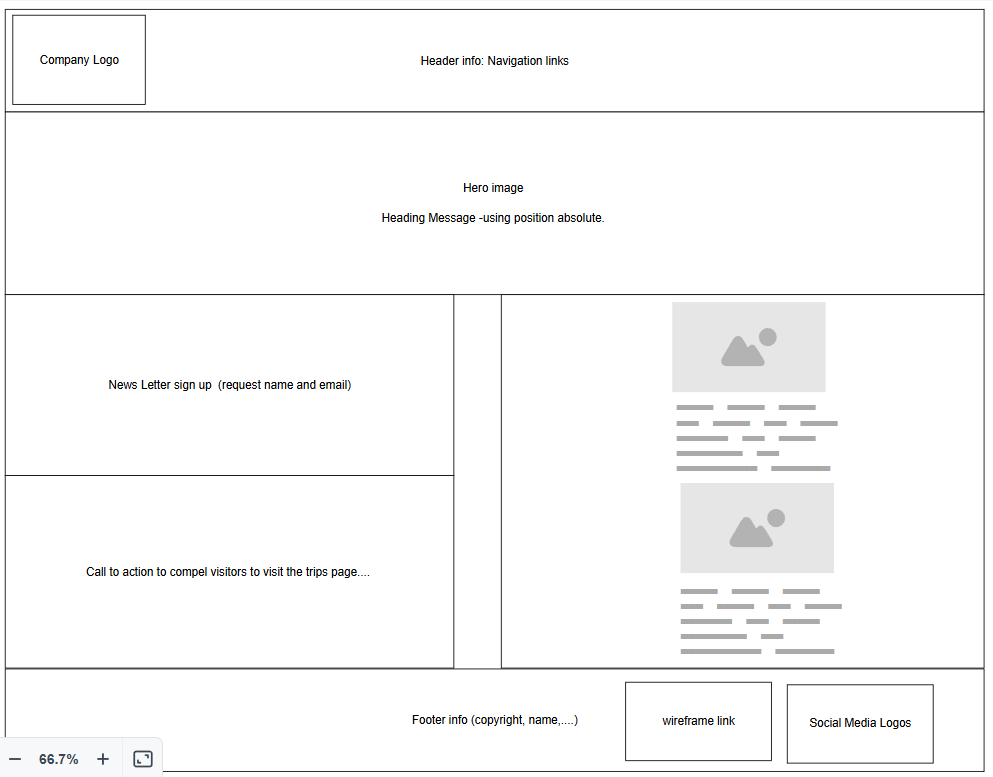 Company Logo
Header info: Navigation links
Hero image
Heading Message -using position absolute.
News Letter sign up  (request name and email)
Call to action to compel visitors to visit the trips page....
Footer info (copyright, name,....)
wireframe link
Social Media Logos
66.7%